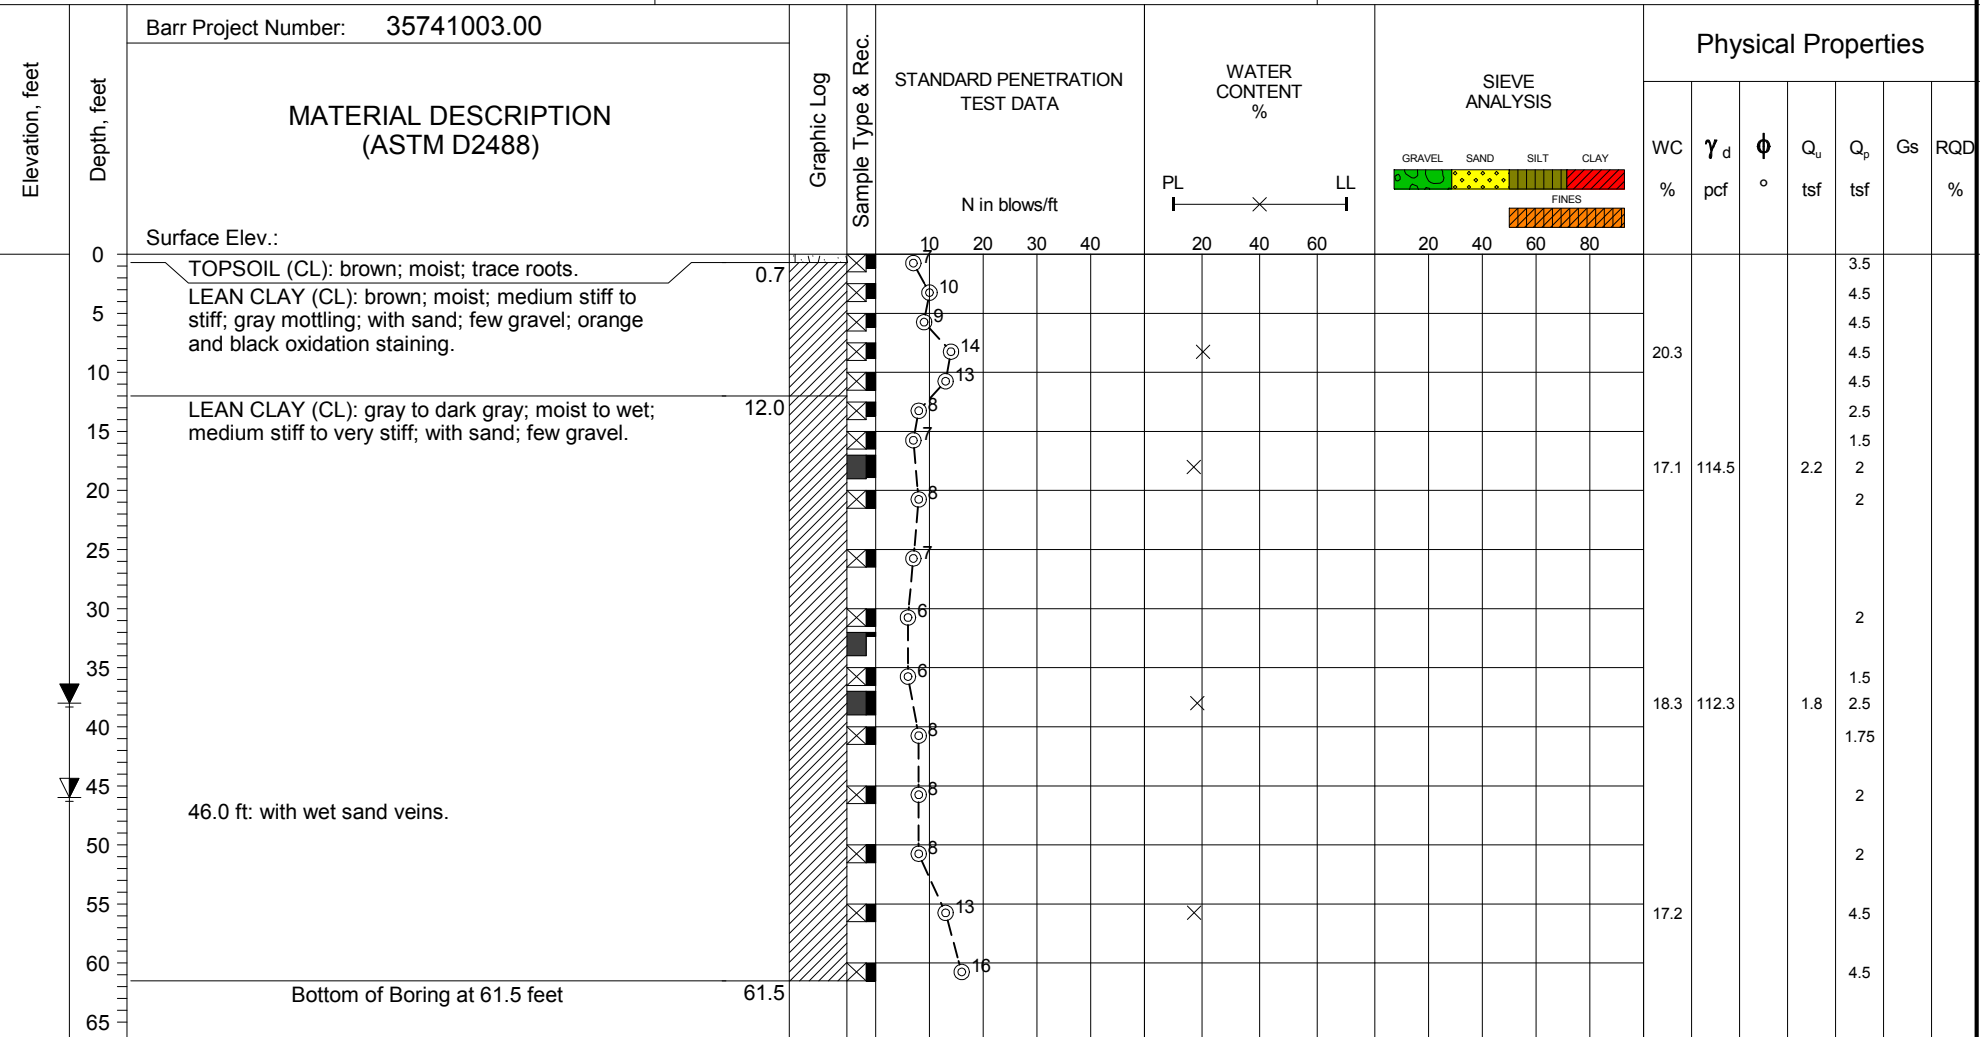 Barr Project Number: 35741003.00
Elevation, feet
Depth, feet
MATERIAL DESCRIPTION
(ASTM D2488)
Surface Elev.:
Graphic Log
Sample Type & Rec.
STANDARD PENETRATION
TEST DATA
N in blows/ft
10 20 30 40
WATER
CONTENT
%
PL LL
20 40 60
SIEVE
ANALYSIS
GRAVEL SAND SILT CLAY
FINES
20 40 60 80
Physical Properties
WC γ d ϕ Qu Qp Gs RQD
% pcf ° tsf tsf %
0
TOPSOIL (CL): brown; moist; trace roots. 0.7
7
3.5
LEAN CLAY (CL): brown; moist; medium stiff to
stiff; gray mottling; with sand; few gravel; orange
and black oxidation staining.
10
4.5
5
9
4.5
14
20.3 4.5
10
13
4.5
LEAN CLAY (CL): gray to dark gray; moist to wet; 12.0
medium stiff to very stiff; with sand; few gravel.
8
2.5
15
7
1.5
17.1 114.5 2.2 2
20
8
2
25
7
30
6
2
35
6
1.5
18.3 112.3 1.8 2.5
40
8
1.75
45
8
2
46.0 ft: with wet sand veins.
50
8
2
55
13
17.2 4.5
60
16
4.5
Bottom of Boring at 61.5 feet 61.5
65